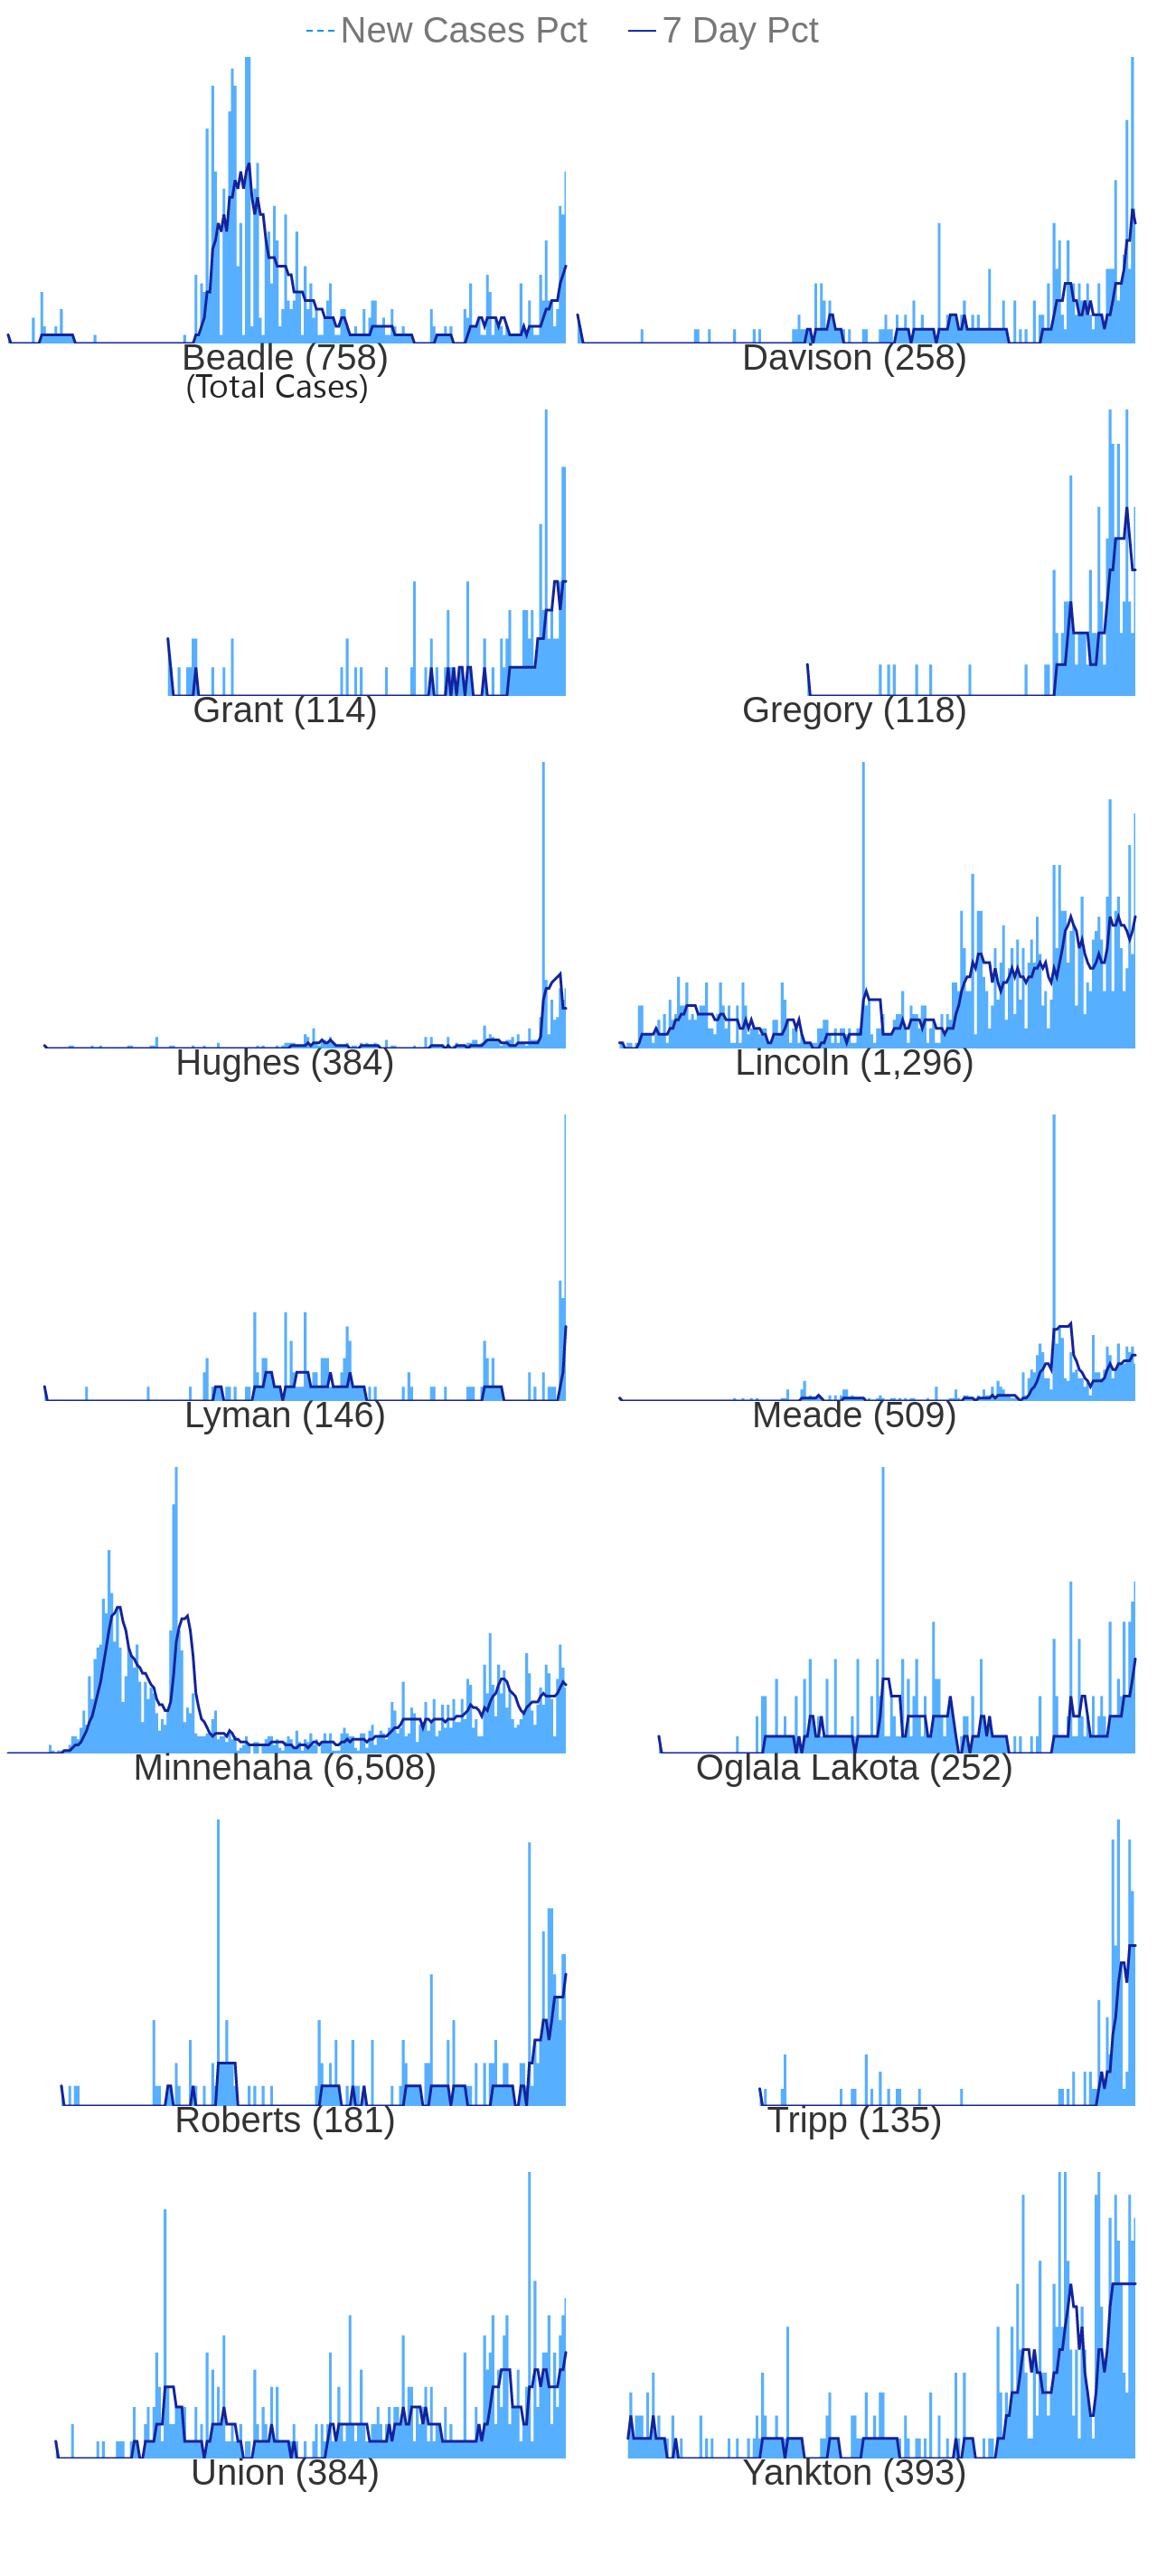 New Cases Pct 7 Day Pct
Beadle (758) Davison (258)
(Total Cases)
Grant (114) Gregory (118)
Hughes (384) Lincoln (1,296)
Lyman (146) Meade (509)
Minnehaha (6,508) Oglala Lakota (252)
Roberts (181) Tripp (135)
Union (384) Yankton (393)